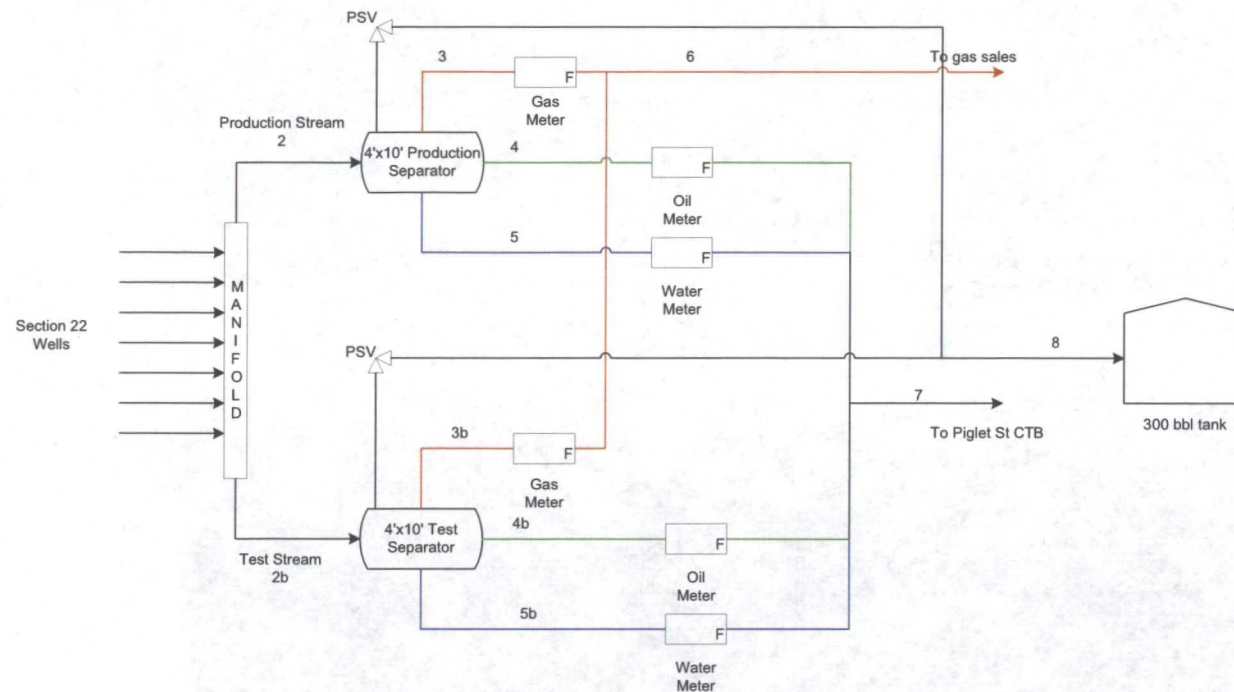 PSV
3
6
To gas sales
F
Gas
Meter
Production Stream
2
4'x10' Production
Separator
4
F
Oil
Meter
5
F
Water
Meter
MANIFOLD
Section 22
Wells
PSV
8
7
To Piglet St CTB
300 bbl tank
3b
F
Gas
Meter
4'x10' Test
Separator
4b
F
Oil
Meter
Test Stream
2b
5b
F
Water
Meter